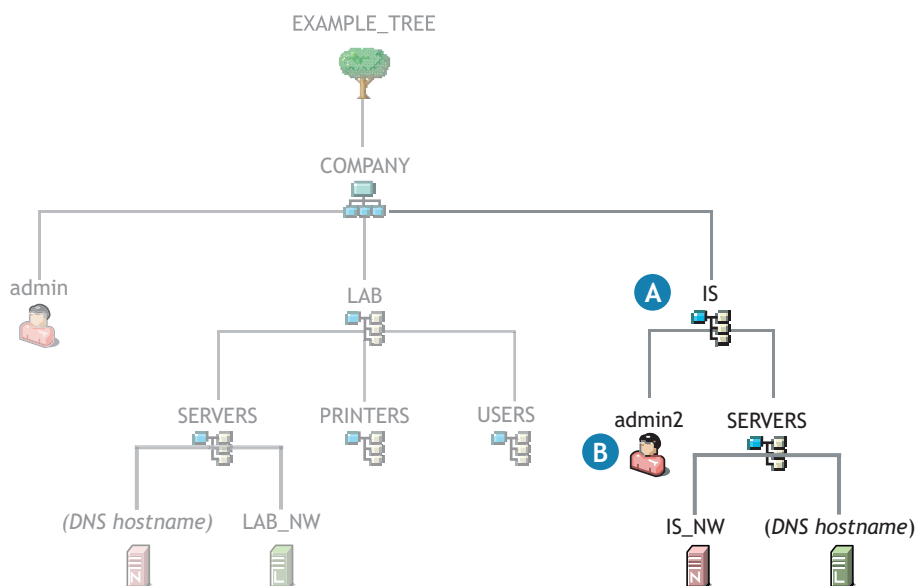 EXAMPLE_TREE
COMPANY
admin
LAB
A
IS
SERVERS
PRINTERS
USERS
B
admin2
SERVERS
(DNS hostname)
LAB_NW
IS_NW
(DNS hostname)
N
L
N
L